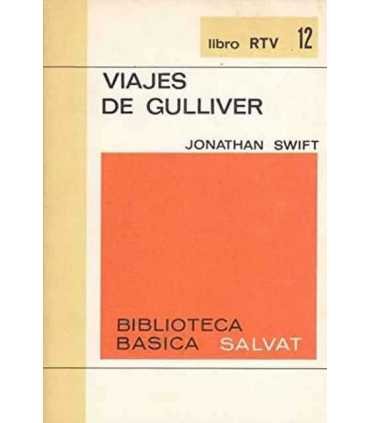 libro RTV 12
VIAJES
DE GULLIVER
JONATHAN SWIFT
BIBLIOTECA
BASICA SALVAT